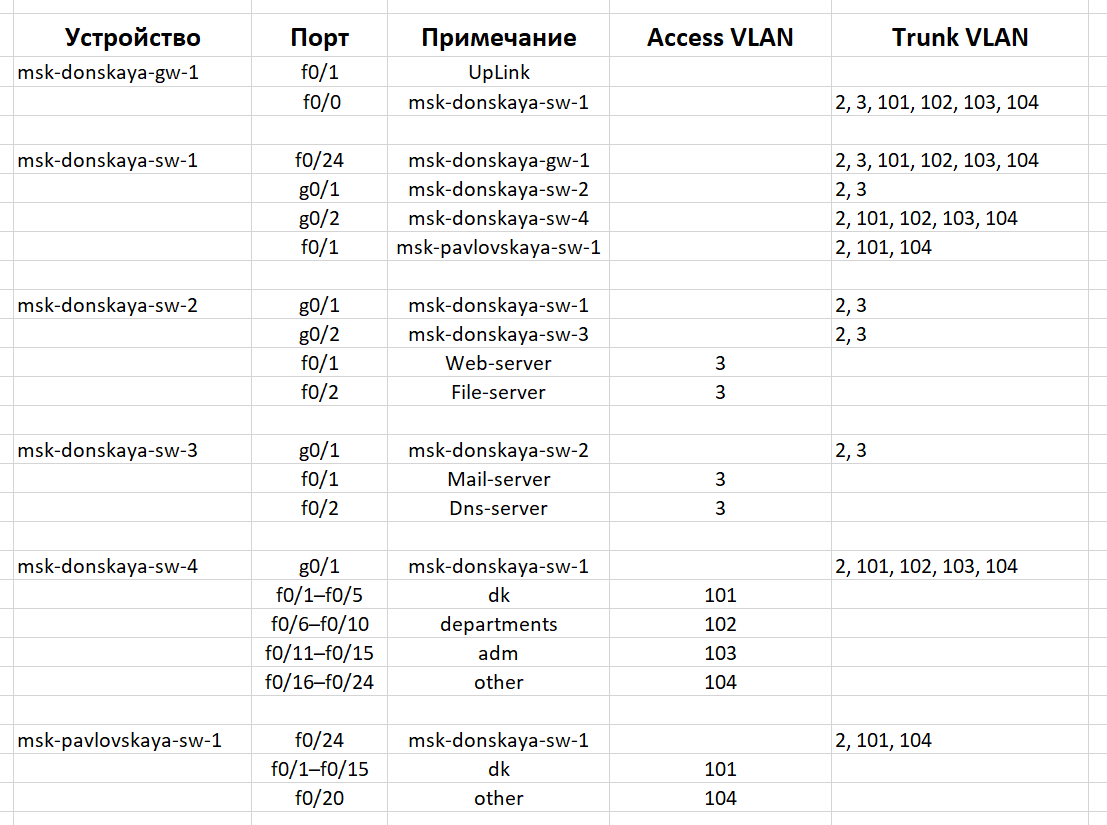 Устройство Порт Примечание Access VLAN Trunk VLAN
msk-donskaya-gw-1 f0/1 UpLink
f0/0 msk-donskaya-sw-1 2, 3, 101, 102, 103, 104
msk-donskaya-sw-1 f0/24 msk-donskaya-gw-1 2, 3, 101, 102, 103, 104
g0/1 msk-donskaya-sw-2 2, 3
g0/2 msk-donskaya-sw-4 2, 101, 102, 103, 104
f0/1 msk-pavlovskaya-sw-1 2, 101, 104
msk-donskaya-sw-2 g0/1 msk-donskaya-sw-1 2, 3
g0/2 msk-donskaya-sw-3 2, 3
f0/1 Web-server 3
f0/2 File-server 3
msk-donskaya-sw-3 g0/1 msk-donskaya-sw-2 2, 3
f0/1 Mail-server 3
f0/2 Dns-server 3
msk-donskaya-sw-4 g0/1 msk-donskaya-sw-1 2, 101, 102, 103, 104
f0/1–f0/5 dk 101
f0/6–f0/10 departments 102
f0/11–f0/15 adm 103
f0/16–f0/24 other 104
msk-pavlovskaya-sw-1 f0/24 msk-donskaya-sw-1 2, 101, 104
f0/1–f0/15 dk 101
f0/20 other 104